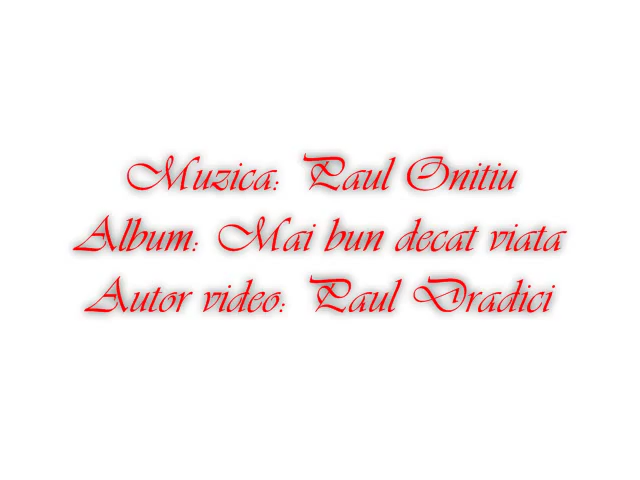 Muzica: Paul Onitiu
Album: Mai bun decat viata
Autor video: Paul Dradici